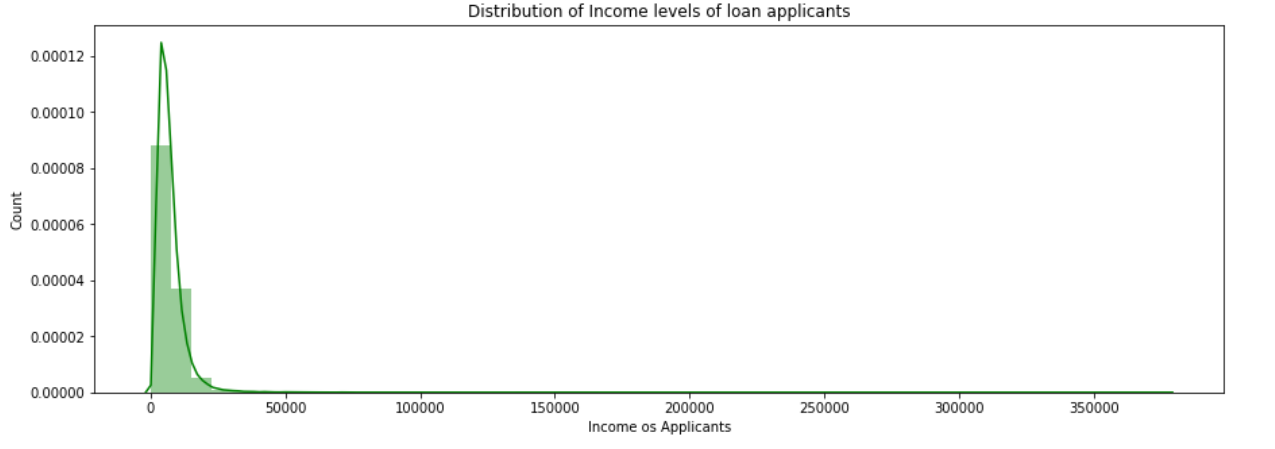 Distribution of Income levels of loan applicants
0.00012
0.00010
0.00008
0.00006
0.00004
0.00002
0.00000
Count
0 50000 100000 150000 200000 250000 300000 350000
Income os Applicants